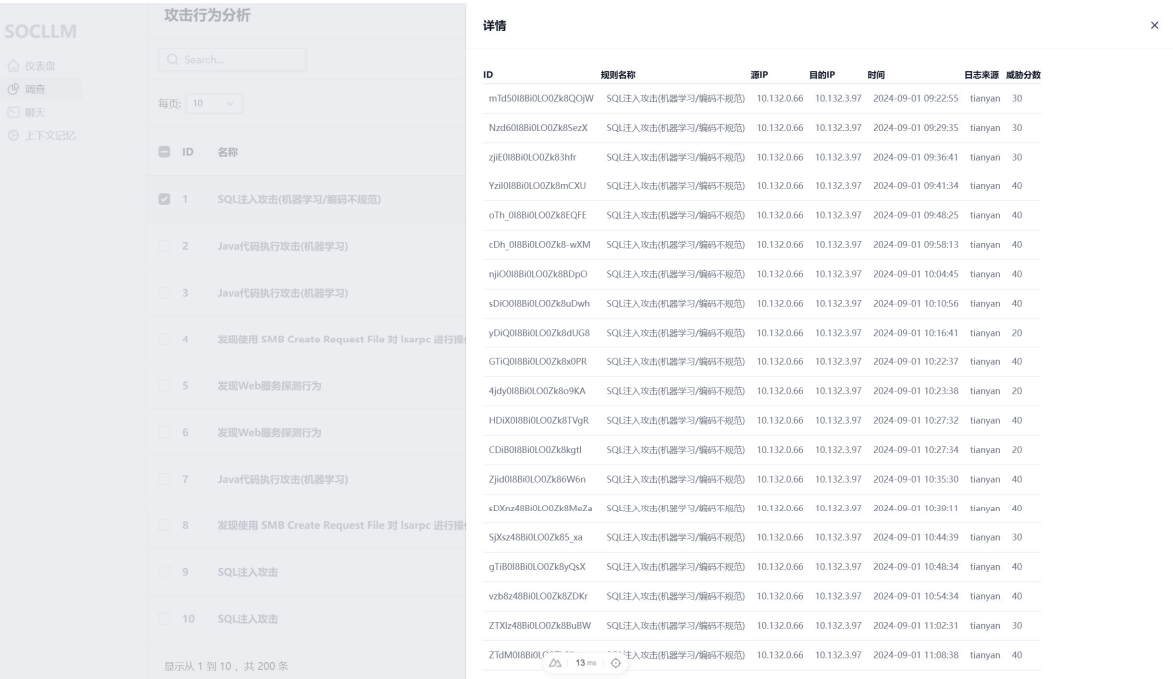 SOCLLM
仪表盘
调查
聊天
上下文记忆
攻击行为分析
Search...
每页: 10
ID 名称
1 SQL注入攻击(机器学习/编码不规范)
2 Java代码执行攻击(机器学习)
3 Java代码执行攻击(机器学习)
4 发现使用 SMB Create Request File 对 lsarpc 进行操
5 发现Web服务探测行为
6 发现Web服务探测行为
7 Java代码执行攻击(机器学习)
8 发现使用 SMB Create Request File 对 lsarpc 进行操
9 SQL注入攻击
10 SQL注入攻击
显示从 1 到 10 ，共 200 条
详情
ID 规则名称 源IP 目的IP 时间 日志来源 威胁分数
mTd50I8Bi0LO0Zk8QOjW SQL注入攻击(机器学习/编码不规范) 10.132.0.66 10.132.3.97 2024-09-01 09:22:55 tianyan 30
Nzd60I8Bi0LO0Zk8SezX SQL注入攻击(机器学习/编码不规范) 10.132.0.66 10.132.3.97 2024-09-01 09:29:35 tianyan 30
zjiE0I8Bi0LO0Zk83hfr SQL注入攻击(机器学习/编码不规范) 10.132.0.66 10.132.3.97 2024-09-01 09:36:41 tianyan 30
YziI0I8Bi0LO0Zk8mCXU SQL注入攻击(机器学习/编码不规范) 10.132.0.66 10.132.3.97 2024-09-01 09:41:34 tianyan 40
oTh_0I8Bi0LO0Zk8EQFE SQL注入攻击(机器学习/编码不规范) 10.132.0.66 10.132.3.97 2024-09-01 09:48:25 tianyan 40
cDh_0I8Bi0LO0Zk8-wXM SQL注入攻击(机器学习/编码不规范) 10.132.0.66 10.132.3.97 2024-09-01 09:58:13 tianyan 40
njiO0I8Bi0LO0Zk8BDpO SQL注入攻击(机器学习/编码不规范) 10.132.0.66 10.132.3.97 2024-09-01 10:04:45 tianyan 40
sDiO0I8Bi0LO0Zk8uDwh SQL注入攻击(机器学习/编码不规范) 10.132.0.66 10.132.3.97 2024-09-01 10:10:56 tianyan 40
yDiQ0I8Bi0LO0Zk8dUG8 SQL注入攻击(机器学习/编码不规范) 10.132.0.66 10.132.3.97 2024-09-01 10:16:41 tianyan 20
GTiQ0I8Bi0LO0Zk8x0PR SQL注入攻击(机器学习/编码不规范) 10.132.0.66 10.132.3.97 2024-09-01 10:22:37 tianyan 40
4jdy0I8Bi0LO0Zk8o9KA SQL注入攻击(机器学习/编码不规范) 10.132.0.66 10.132.3.97 2024-09-01 10:23:38 tianyan 20
HDiX0I8Bi0LO0Zk8TVgR SQL注入攻击(机器学习/编码不规范) 10.132.0.66 10.132.3.97 2024-09-01 10:27:32 tianyan 40
CDiB0I8Bi0LO0Zk8kgtI SQL注入攻击(机器学习/编码不规范) 10.132.0.66 10.132.3.97 2024-09-01 10:27:34 tianyan 20
Zjid0I8Bi0LO0Zk86W6n SQL注入攻击(机器学习/编码不规范) 10.132.0.66 10.132.3.97 2024-09-01 10:35:30 tianyan 40
sDXnz48Bi0LO0Zk8MeZa SQL注入攻击(机器学习/编码不规范) 10.132.0.66 10.132.3.97 2024-09-01 10:39:11 tianyan 40
SjXsz48Bi0LO0Zk85_xa SQL注入攻击(机器学习/编码不规范) 10.132.0.66 10.132.3.97 2024-09-01 10:44:39 tianyan 30
gTiB0I8Bi0LO0Zk8yQsX SQL注入攻击(机器学习/编码不规范) 10.132.0.66 10.132.3.97 2024-09-01 10:48:34 tianyan 40
vzb8z48Bi0LO0Zk8ZDKr SQL注入攻击(机器学习/编码不规范) 10.132.0.66 10.132.3.97 2024-09-01 10:54:34 tianyan 40
ZTXlz48Bi0LO0Zk8BuBW SQL注入攻击(机器学习/编码不规范) 10.132.0.66 10.132.3.97 2024-09-01 11:02:31 tianyan 30
主入攻击(机器学习/编码不规范) 10.132.0.66 10.132.3.97 2024-09-01 11:08:38 tianyan 40
13 ms